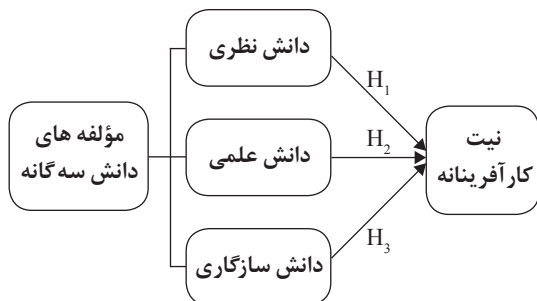 دانش نظری
H1
مؤلفه های
دانش سه گانه
دانش علمی
H2
نیت
کارآفرینانه
دانش سازگاری
H3